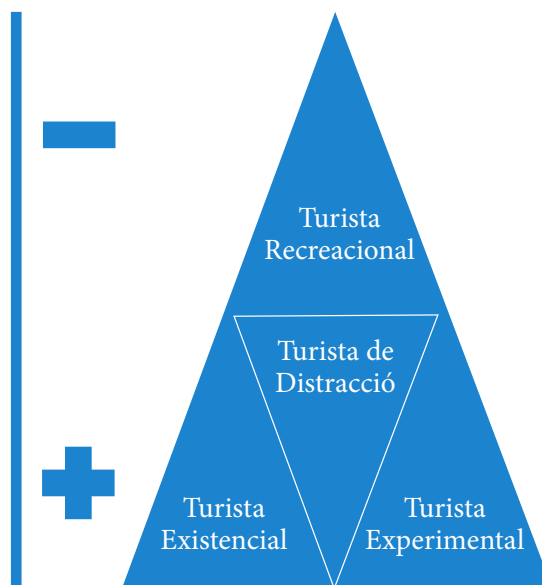 Turista
Recreacional
Turista de
Distracció
Turista
Existencial
Turista
Experimental